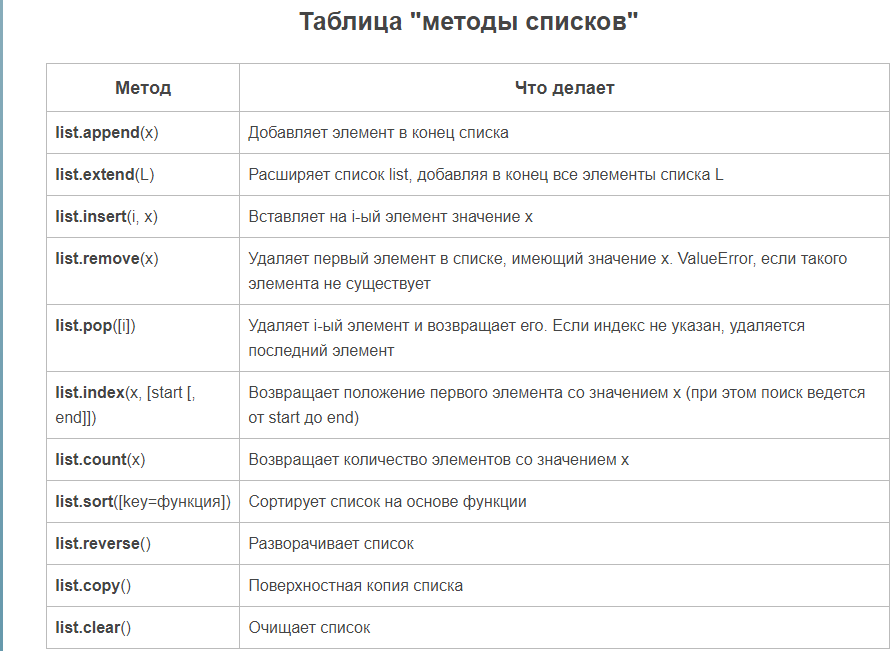 Таблица "методы списков"
Метод Что делает
list.append(x) Добавляет элемент в конец списка
list.extend(L) Расширяет список list, добавляя в конец все элементы списка L
list.insert(i, x) Вставляет на i-ый элемент значение x
list.remove(x) Удаляет первый элемент в списке, имеющий значение x. ValueError, если такого
элемента не существует
list.pop([i]) Удаляет i-ый элемент и возвращает его. Если индекс не указан, удаляется
последний элемент
list.index(x, [start [, Возвращает положение первого элемента со значением x (при этом поиск ведется
end]]) от start до end)
list.count(x) Возвращает количество элементов со значением x
list.sort([key=функция]) Сортирует список на основе функции
list.reverse() Разворачивает список
list.copy() Поверхностная копия списка
list.clear() Очищает список